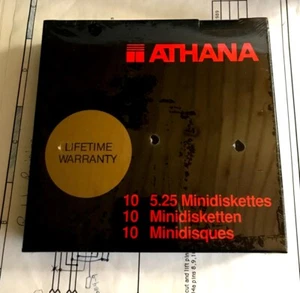 ATHANA
LIFETIME
WARRANTY
10 5.25 Minidiskettes
10 Minidisketten
10 Minidisques